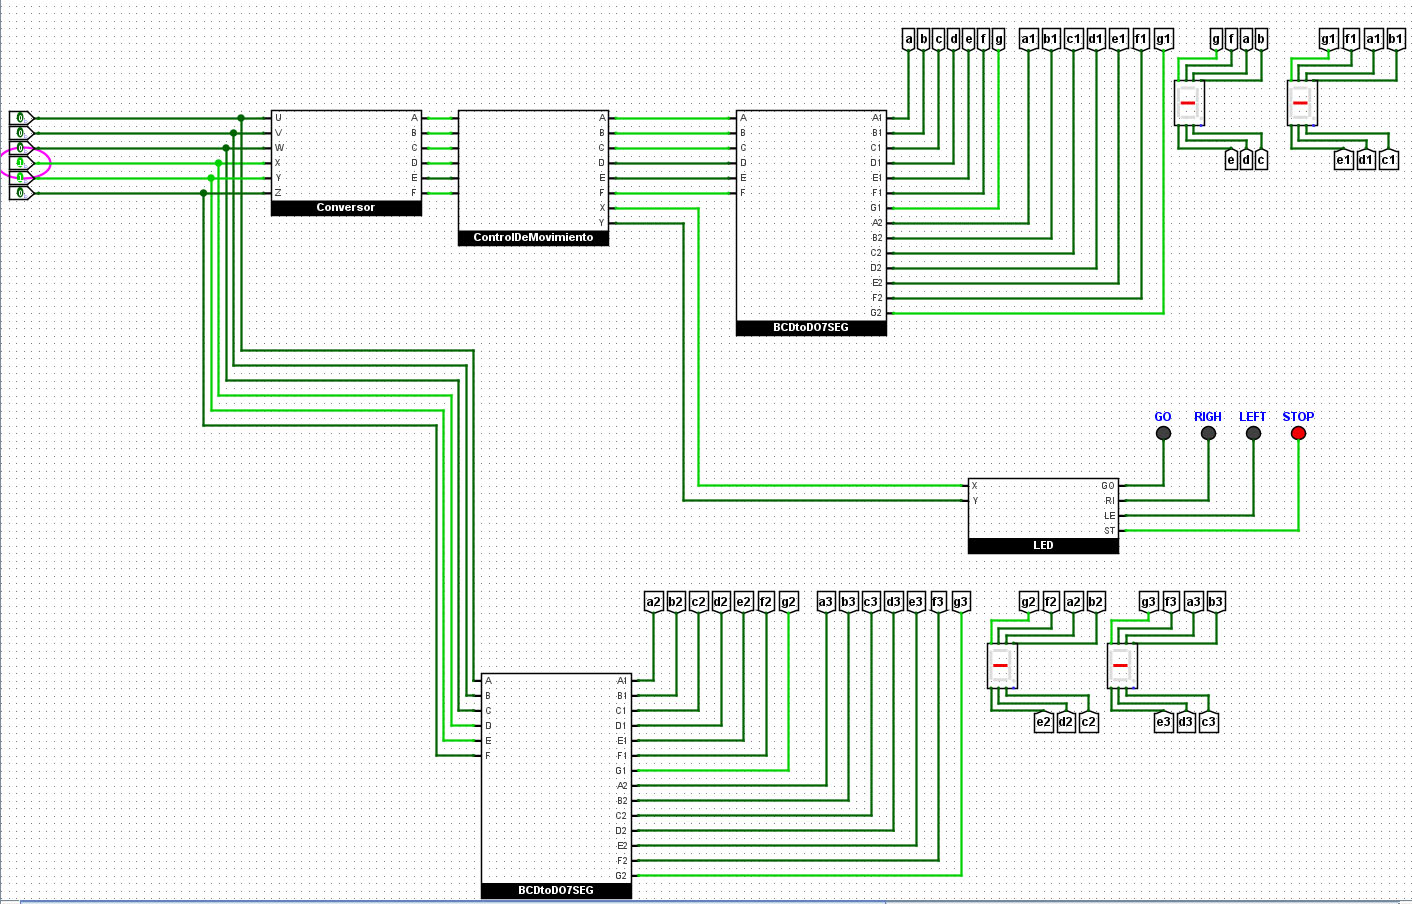 a b c d e f g a1 b1 c1 d1 e1 f1 g1 g f a b g1 f1 a1 b1
e d c e1 d1 c1
0 U A A A A1
0 V B B B B1
0 W C C C C1
1 X D D D D1
1 Y E E E E1
0 Z F F F F1
Conversor X G1
Y A2
ControlDeMovimiento B2
C2
D2
E2
F2
G2
BCDtoDO7SEG
GO RIGH LEFT STOP
X GO
Y RI
LE
ST
LED
a2 b2 c2 d2 e2 f2 g2 a3 b3 c3 d3 e3 f3 g3 g2 f2 a2 b2 g3 f3 a3 b3
e2 d2 c2 e3 d3 c3
A A1
B B1
C C1
D D1
E E1
F F1
G1
A2
B2
C2
D2
E2
F2
G2
BCDtoDO7SEG